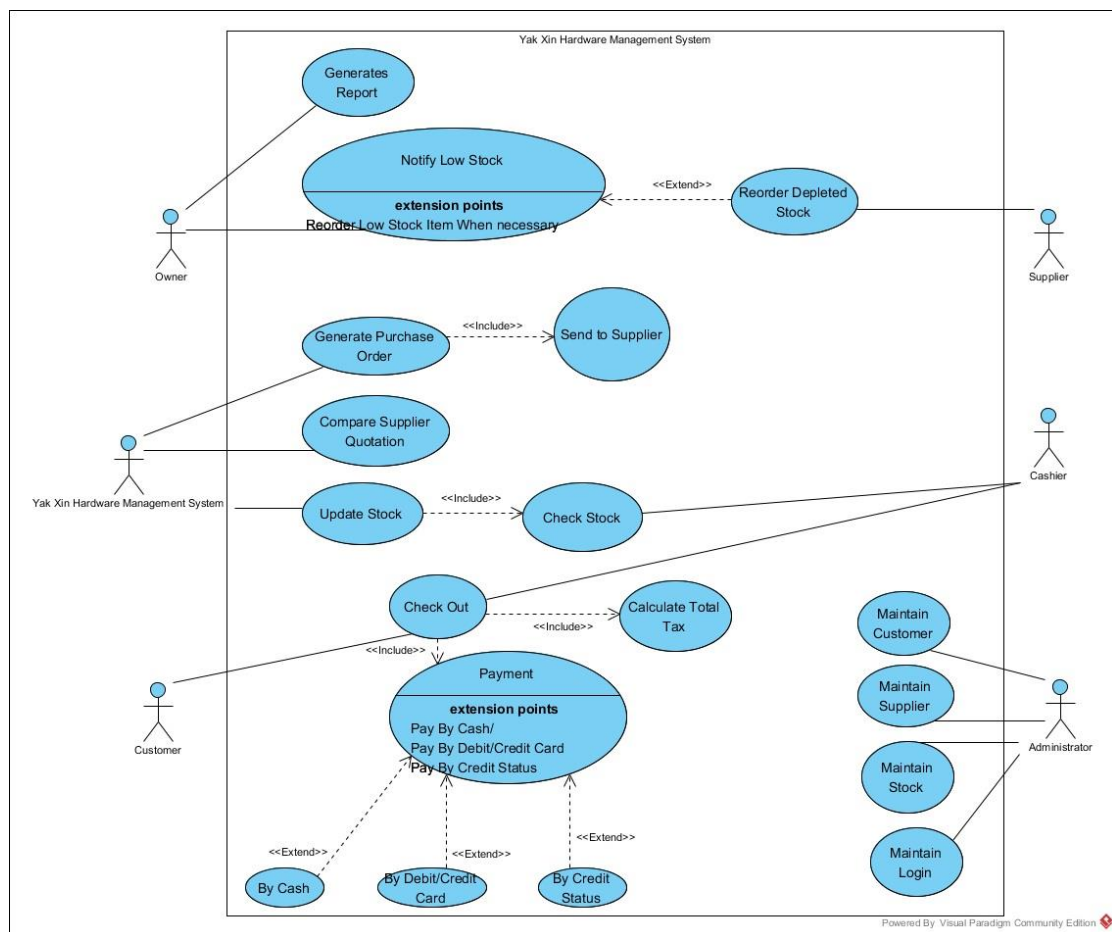 Yak Xin Hardware Management System
Generates
Report
Notify Low Stock
extension points
Reorder Low Stock Item When necessary
<<Extend>>
Reorder Depleted
Stock
Owner
Supplier
Generate Purchase
Order
<<Include>>
Send to Supplier
Compare Supplier
Quotation
Yak Xin Hardware Management System
Cashier
Update Stock
<<Include>>
Check Stock
Check Out
<<Include>>
Calculate Total
Tax
<<Include>>
Customer
Payment
extension points
Pay By Cash/
Pay By Debit/Credit Card
Pay By Credit Status
Maintain
Customer
Maintain
Supplier
Administrator
Maintain
Stock
Maintain
Login
<<Extend>>
<<Extend>>
<<Extend>>
By Cash
By Debit/Credit
Card
By Credit
Status
Powered By Visual Paradigm Community Edition